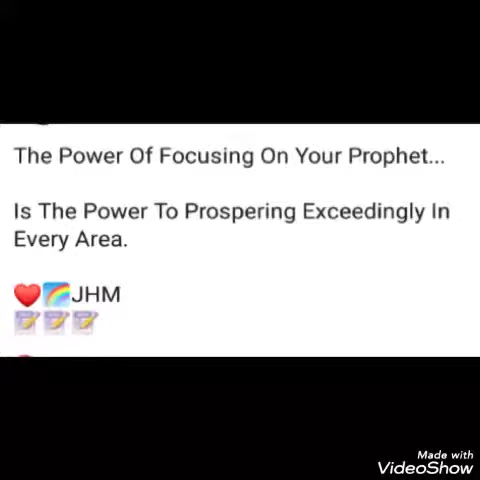 The Power Of Focusing On Your Prophet...
Is The Power To Prospering Exceedingly In
Every Area.
❤️🌈JHM
📝📝📝
Made with
VideoShow